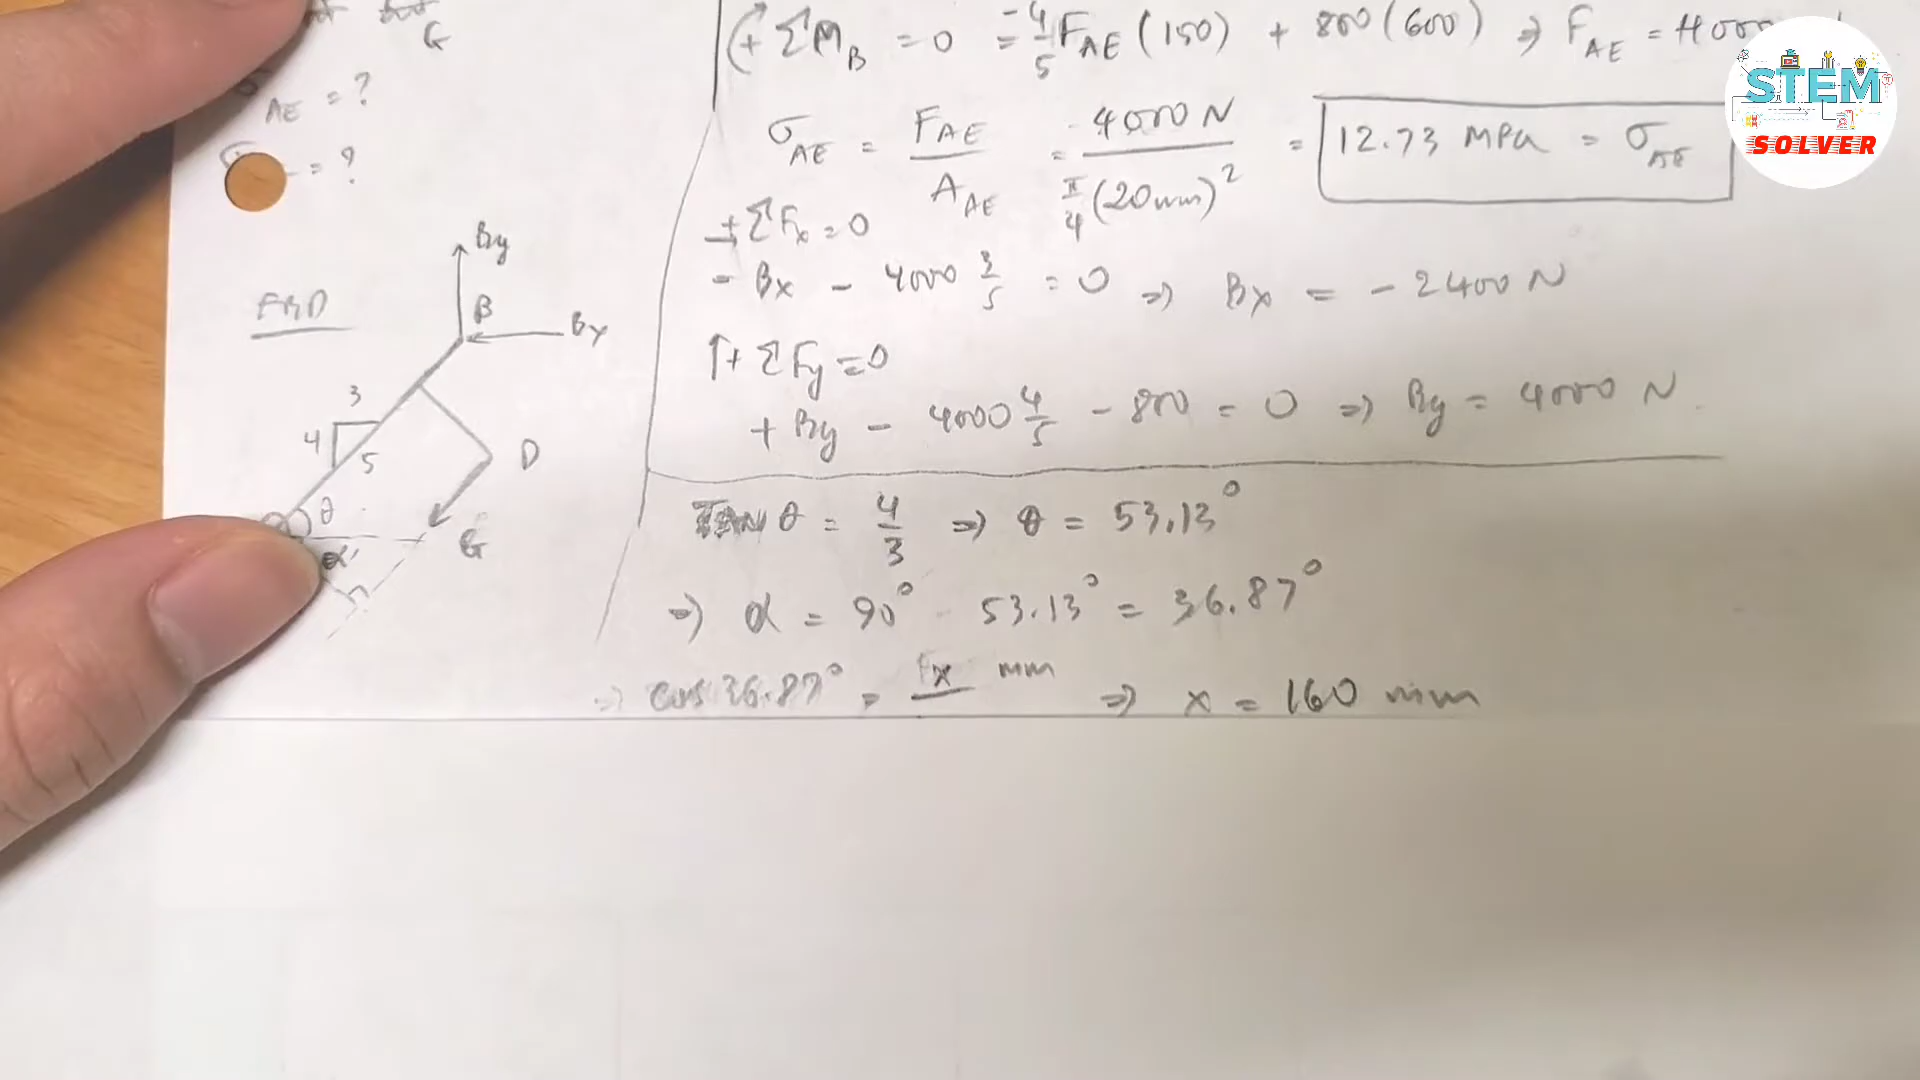 G
AE = ?
= ?
FBD
By
B
Bx
3
4
5
D
θ
G
α
(+ ΣM_B = 0 = -4/5 F_AE (150) + 800(600) ⇒ F_AE = 4000
σ_AE = F_AE / A_AE = 4000 N / π/4 (20mm)² = 12.73 MPa = σ_AE
+ ΣFx = 0
- Bx - 4000 3/5 = 0 ⇒ Bx = - 2400 N
↑+ ΣFy = 0
+ By - 4000 4/5 - 800 = 0 ⇒ By = 4000 N
TAN θ = 4/3 ⇒ θ = 53.13°
⇒ α = 90° 53.13° = 36.87°
⇒ cos 36.87° = x mm ⇒ x = 160 mm
STEM
SOLVER